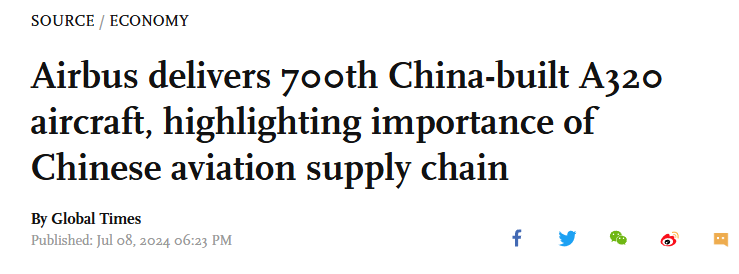 SOURCE / ECONOMY
Airbus delivers 700th China-built A320
aircraft, highlighting importance of
Chinese aviation supply chain
By Global Times
Published: Jul 08, 2024 06:23 PM